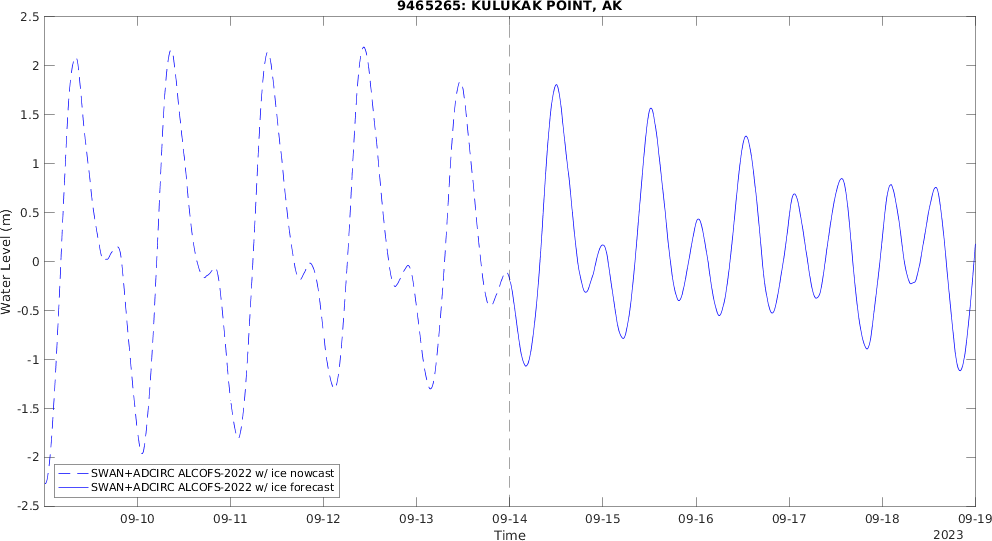 9465265: KULUKAK POINT, AK
2.5
2
1.5
1
0.5
0
-0.5
-1
-1.5
-2
-2.5
Water Level (m)
SWAN+ADCIRC ALCOFS-2022 w/ ice nowcast
SWAN+ADCIRC ALCOFS-2022 w/ ice forecast
09-10 09-11 09-12 09-13 09-14 09-15 09-16 09-17 09-18 09-19
Time
2023